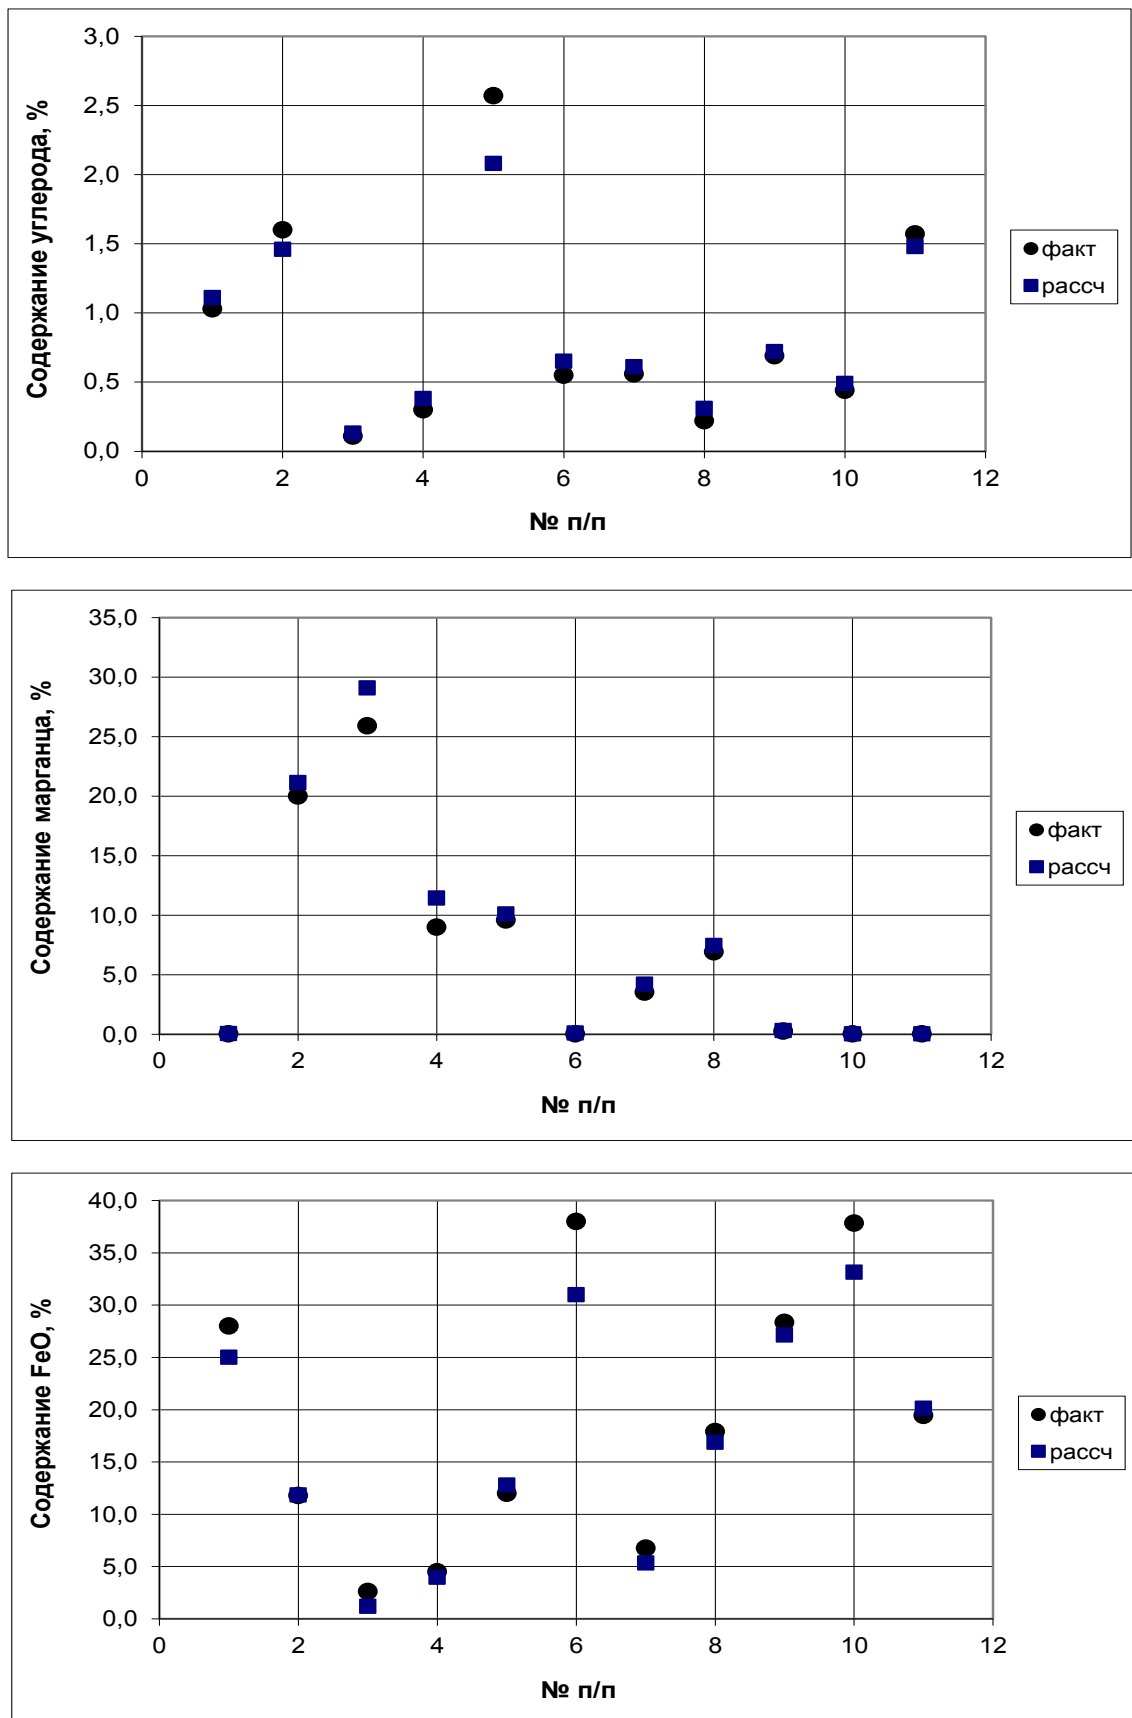 3,0
2,5
2,0
1,5
1,0
0,5
0,0
0 2 4 6 8 10 12
Содержание углерода, %
№ п/п
факт
рассч
35,0
30,0
25,0
20,0
15,0
10,0
5,0
0,0
0 2 4 6 8 10 12
Содержание марганца, %
№ п/п
факт
рассч
40,0
35,0
30,0
25,0
20,0
15,0
10,0
5,0
0,0
0 2 4 6 8 10 12
Содержание FeO, %
№ п/п
факт
рассч